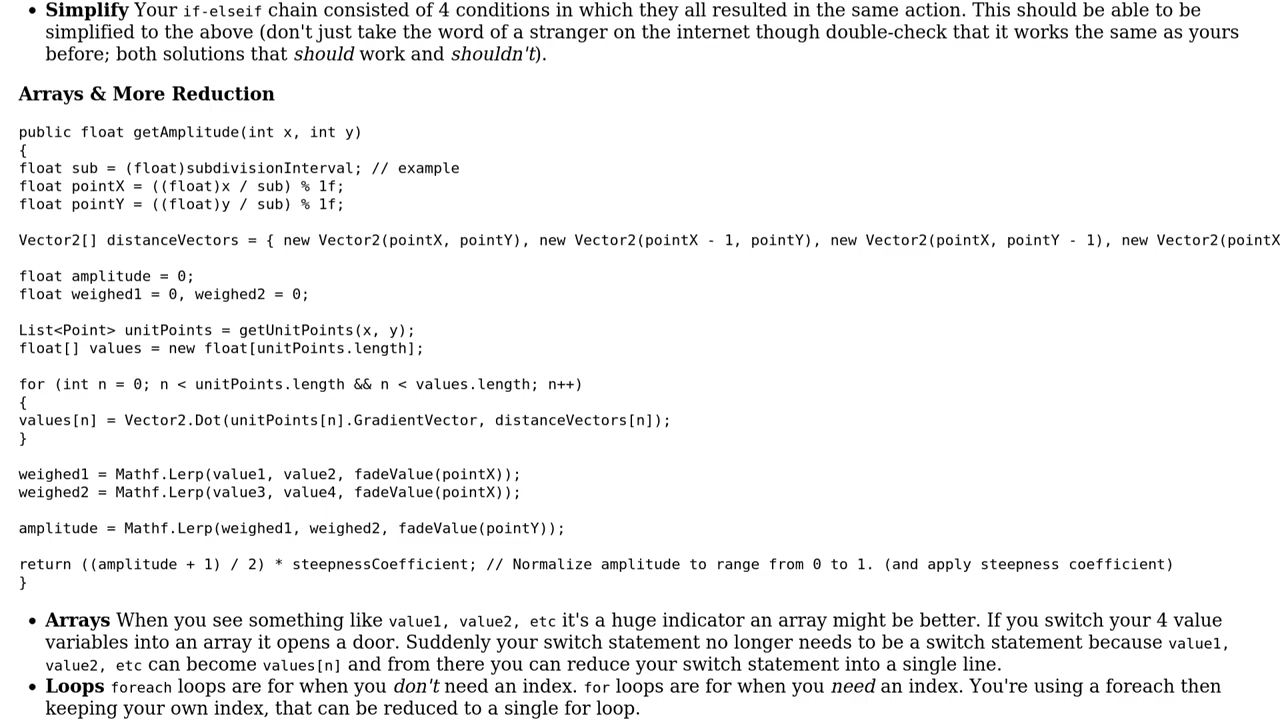 • Simplify Your if-elseif chain consisted of 4 conditions in which they all resulted in the same action. This should be able to be
simplified to the above (don't just take the word of a stranger on the internet though double-check that it works the same as yours
before; both solutions that should work and shouldn't).
Arrays & More Reduction
public float getAmplitude(int x, int y)
{
float sub = (float)subdivisionInterval; // example
float pointX = ((float)x / sub) % 1f;
float pointY = ((float)y / sub) % 1f;
Vector2[] distanceVectors = { new Vector2(pointX, pointY), new Vector2(pointX - 1, pointY), new Vector2(pointX, pointY - 1), new Vector2(pointX
float amplitude = 0;
float weighed1 = 0, weighed2 = 0;
List<Point> unitPoints = getUnitPoints(x, y);
float[] values = new float[unitPoints.length];
for (int n = 0; n < unitPoints.length && n < values.length; n++)
{
values[n] = Vector2.Dot(unitPoints[n].GradientVector, distanceVectors[n]);
}
weighed1 = Mathf.Lerp(value1, value2, fadeValue(pointX));
weighed2 = Mathf.Lerp(value3, value4, fadeValue(pointX));
amplitude = Mathf.Lerp(weighed1, weighed2, fadeValue(pointY));
return ((amplitude + 1) / 2) * steepnessCoefficient; // Normalize amplitude to range from 0 to 1. (and apply steepness coefficient)
}
• Arrays When you see something like value1, value2, etc it's a huge indicator an array might be better. If you switch your 4 value
variables into an array it opens a door. Suddenly your switch statement no longer needs to be a switch statement because value1,
value2, etc can become values[n] and from there you can reduce your switch statement into a single line.
• Loops foreach loops are for when you don't need an index. for loops are for when you need an index. You're using a foreach then
keeping your own index, that can be reduced to a single for loop.